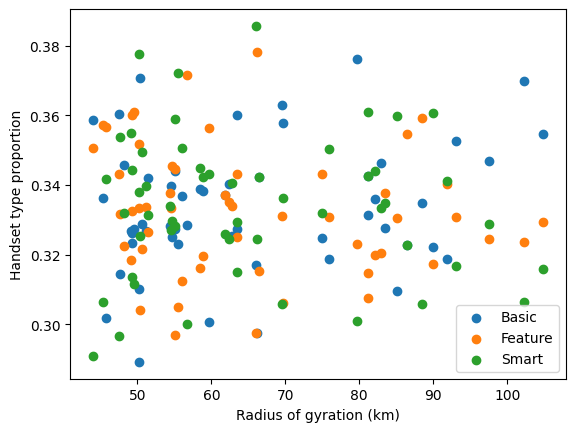 0.38
0.36
0.34
0.32
0.30
Handset type proportion
50
60
70
80
90
100
Radius of gyration (km)
Basic
Feature
Smart